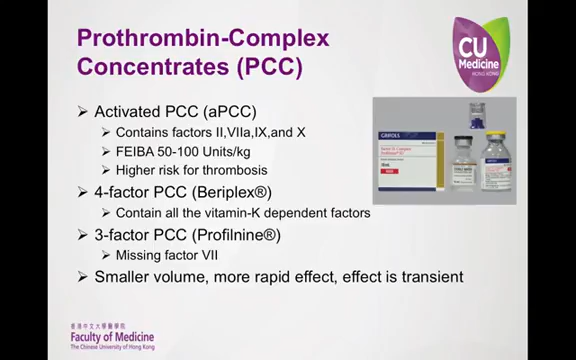 Prothrombin-Complex
Concentrates (PCC)
CU
Medicine
HONG KONG
Activated PCC (aPCC)
Contains factors II,VIIa,IX,and X
FEIBA 50-100 Units/kg
Higher risk for thrombosis
4-factor PCC (Beriplex®)
Contain all the vitamin-K dependent factors
3-factor PCC (Profilnine®)
Missing factor VII
Smaller volume, more rapid effect, effect is transient
GRIFOLS
香港中文大學醫學院
Faculty of Medicine
The Chinese University of Hong Kong